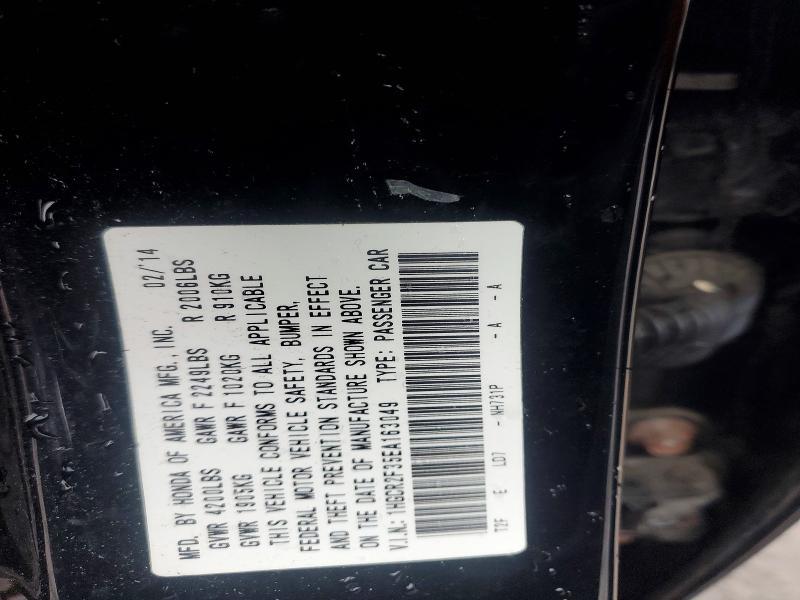 MFD. BY HONDA OF AMERICA MFG., INC. 02/'14
GVWR 4200LBS GAWR F 2249LBS R 2006LBS
GVWR 1905KG GAWR F 1020KG R 910KG
THIS VEHICLE CONFORMS TO ALL APPLICABLE
FEDERAL MOTOR VEHICLE SAFETY, BUMPER,
AND THEFT PREVENTION STANDARDS IN EFFECT
ON THE DATE OF MANUFACTURE SHOWN ABOVE.
V.I.N.: 1HGCR2F35EA163949 TYPE: PASSENGER CAR
T2F E LD7 - NH731P - A - A